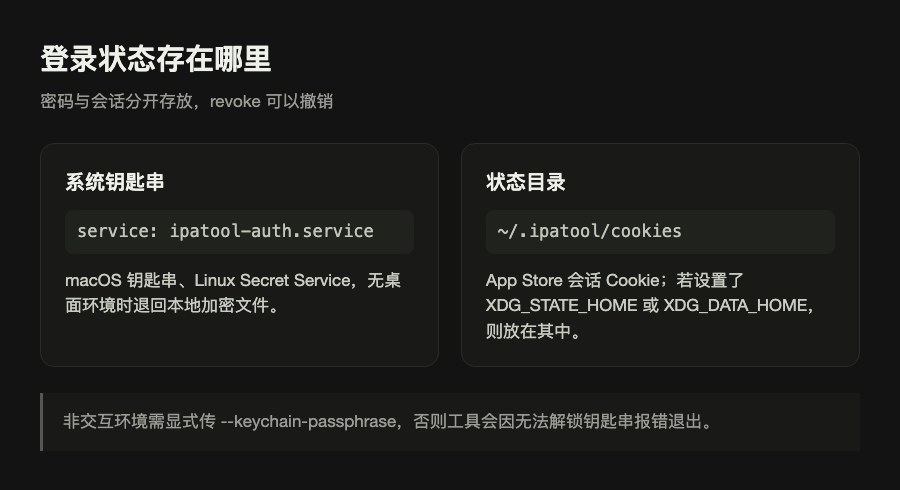 登录状态存在哪里
密码与会话分开存放，revoke 可以撤销
系统钥匙串
service: ipatool-auth.service
macOS 钥匙串、Linux Secret Service，无桌
面环境时退回本地加密文件。
状态目录
~/.ipatool/cookies
App Store 会话 Cookie；若设置了
XDG_STATE_HOME 或 XDG_DATA_HOME，
则放在其中。
非交互环境需显式传 --keychain-passphrase，否则工具会因无法解锁钥匙串报错退出。